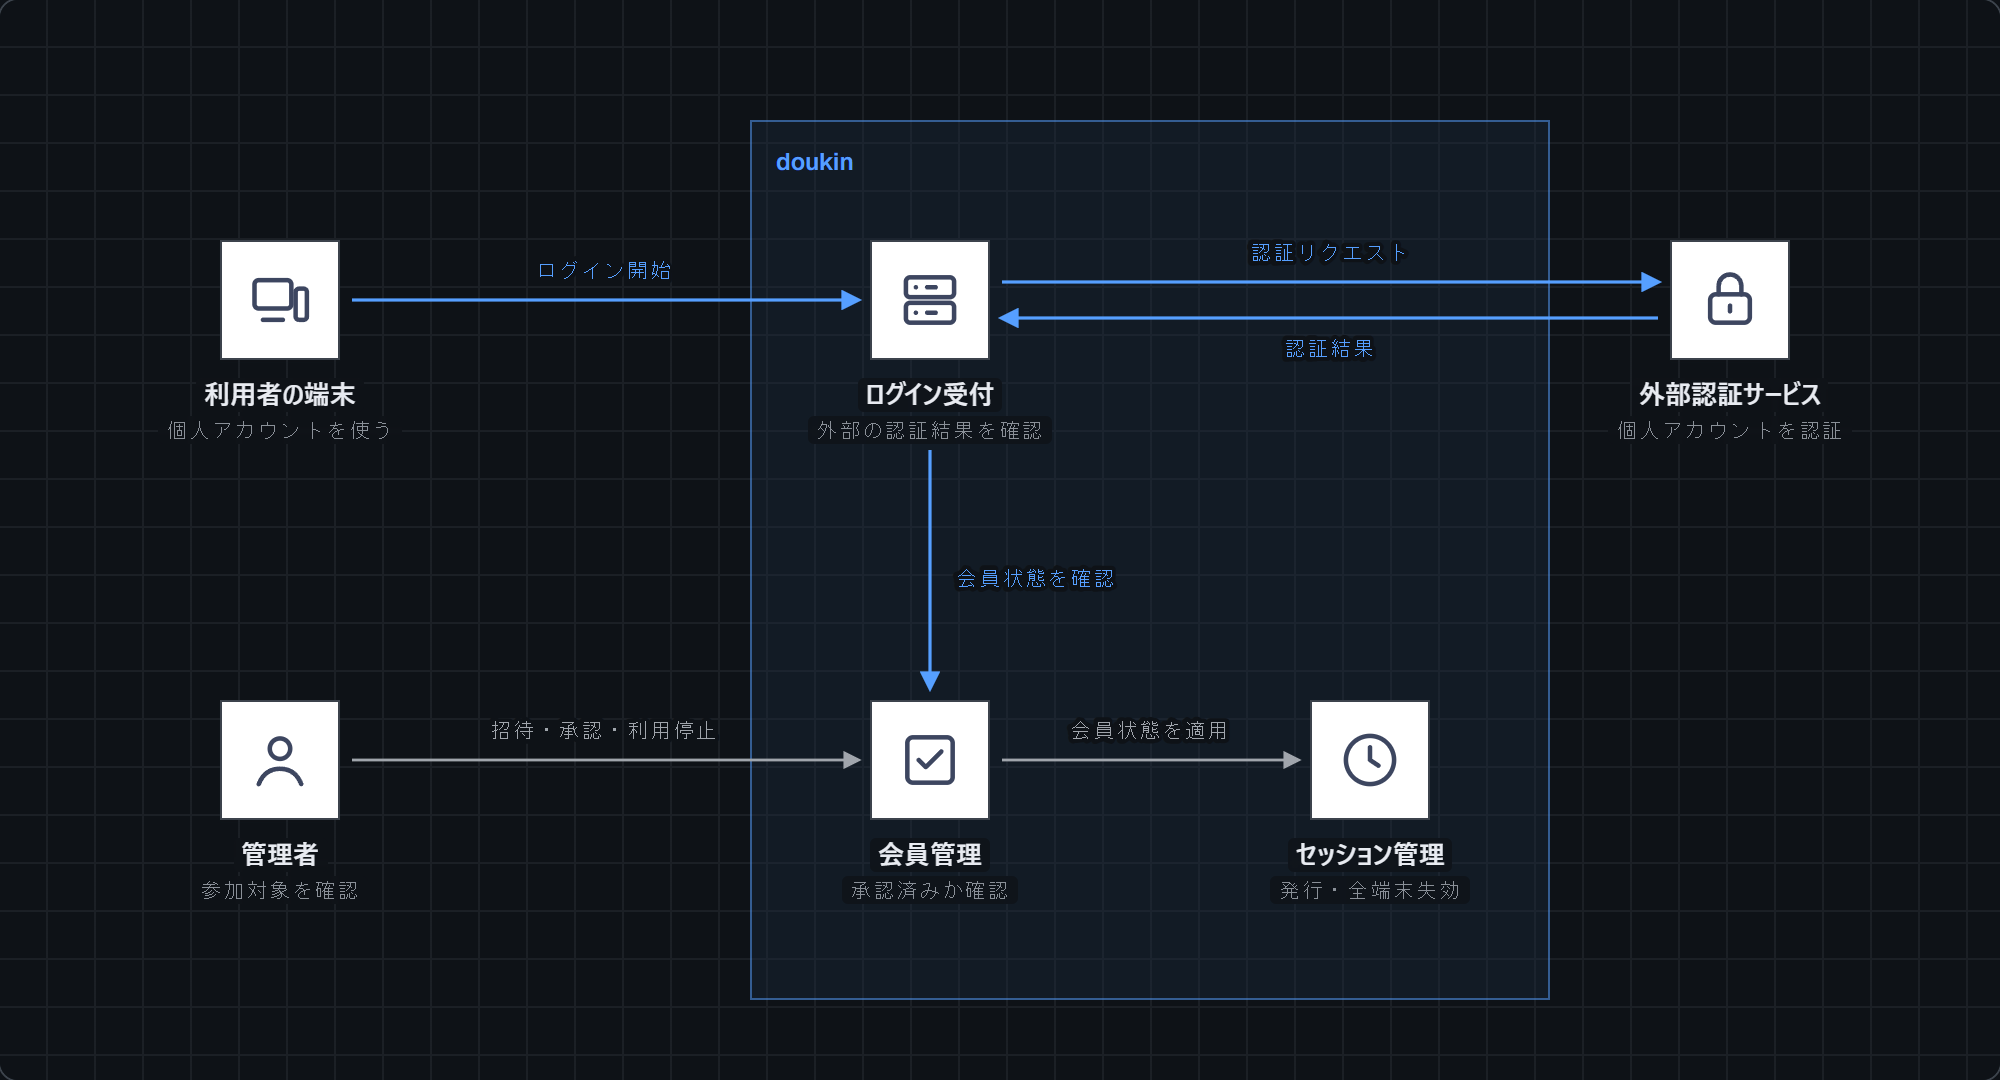 doukin
ログイン開始
認証リクエスト
認証結果
利用者の端末
個人アカウントを使う
ログイン受付
外部の認証結果を確認
外部認証サービス
個人アカウントを認証
会員状態を確認
招待・承認・利用停止
会員状態を適用
管理者
参加対象を確認
会員管理
承認済みか確認
セッション管理
発行・全端末失効